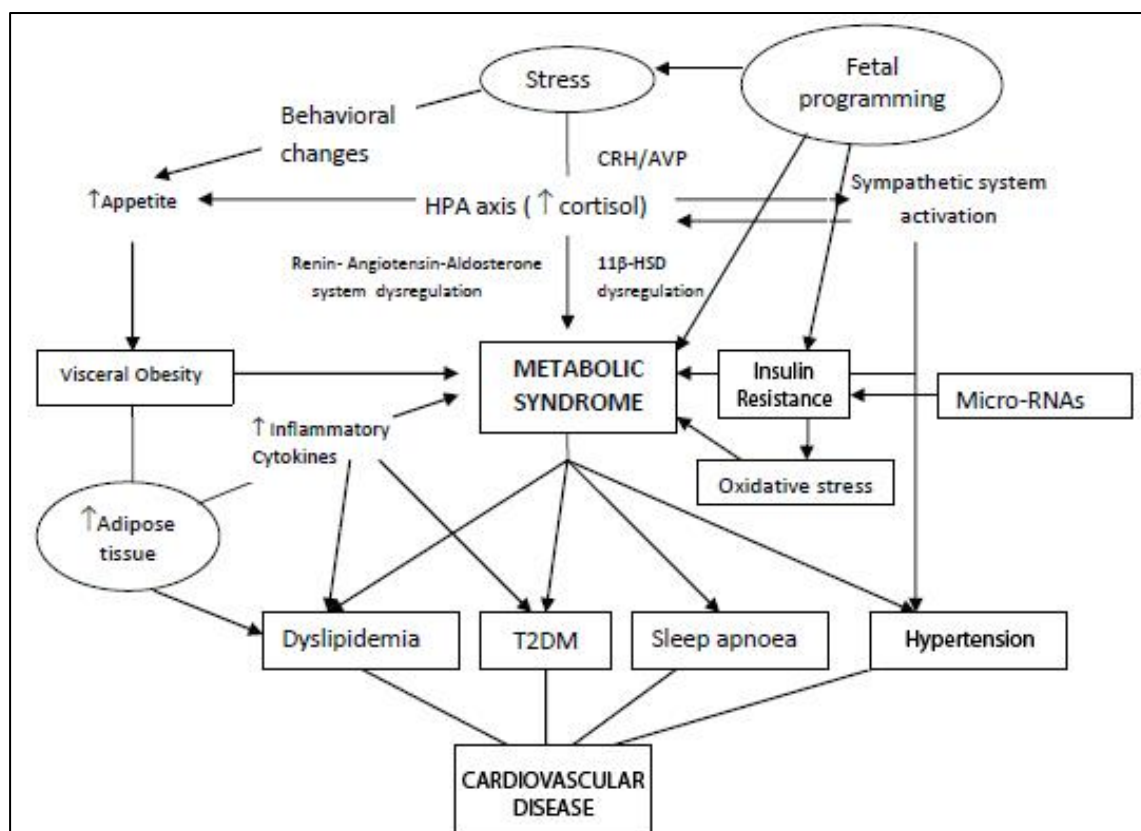 Stress
Fetal
programming
Behavioral
changes
CRH/AVP
↑Appetite
HPA axis ( ↑ cortisol)
Sympathetic system
activation
Renin- Angiotensin-Aldosterone
system dysregulation
11β-HSD
dysregulation
Visceral Obesity
METABOLIC
SYNDROME
Insulin
Resistance
Micro-RNAs
↑ Inflammatory
Cytokines
Oxidative stress
↑Adipose
tissue
Dyslipidemia
T2DM
Sleep apnoea
Hypertension
CARDIOVASCULAR
DISEASE